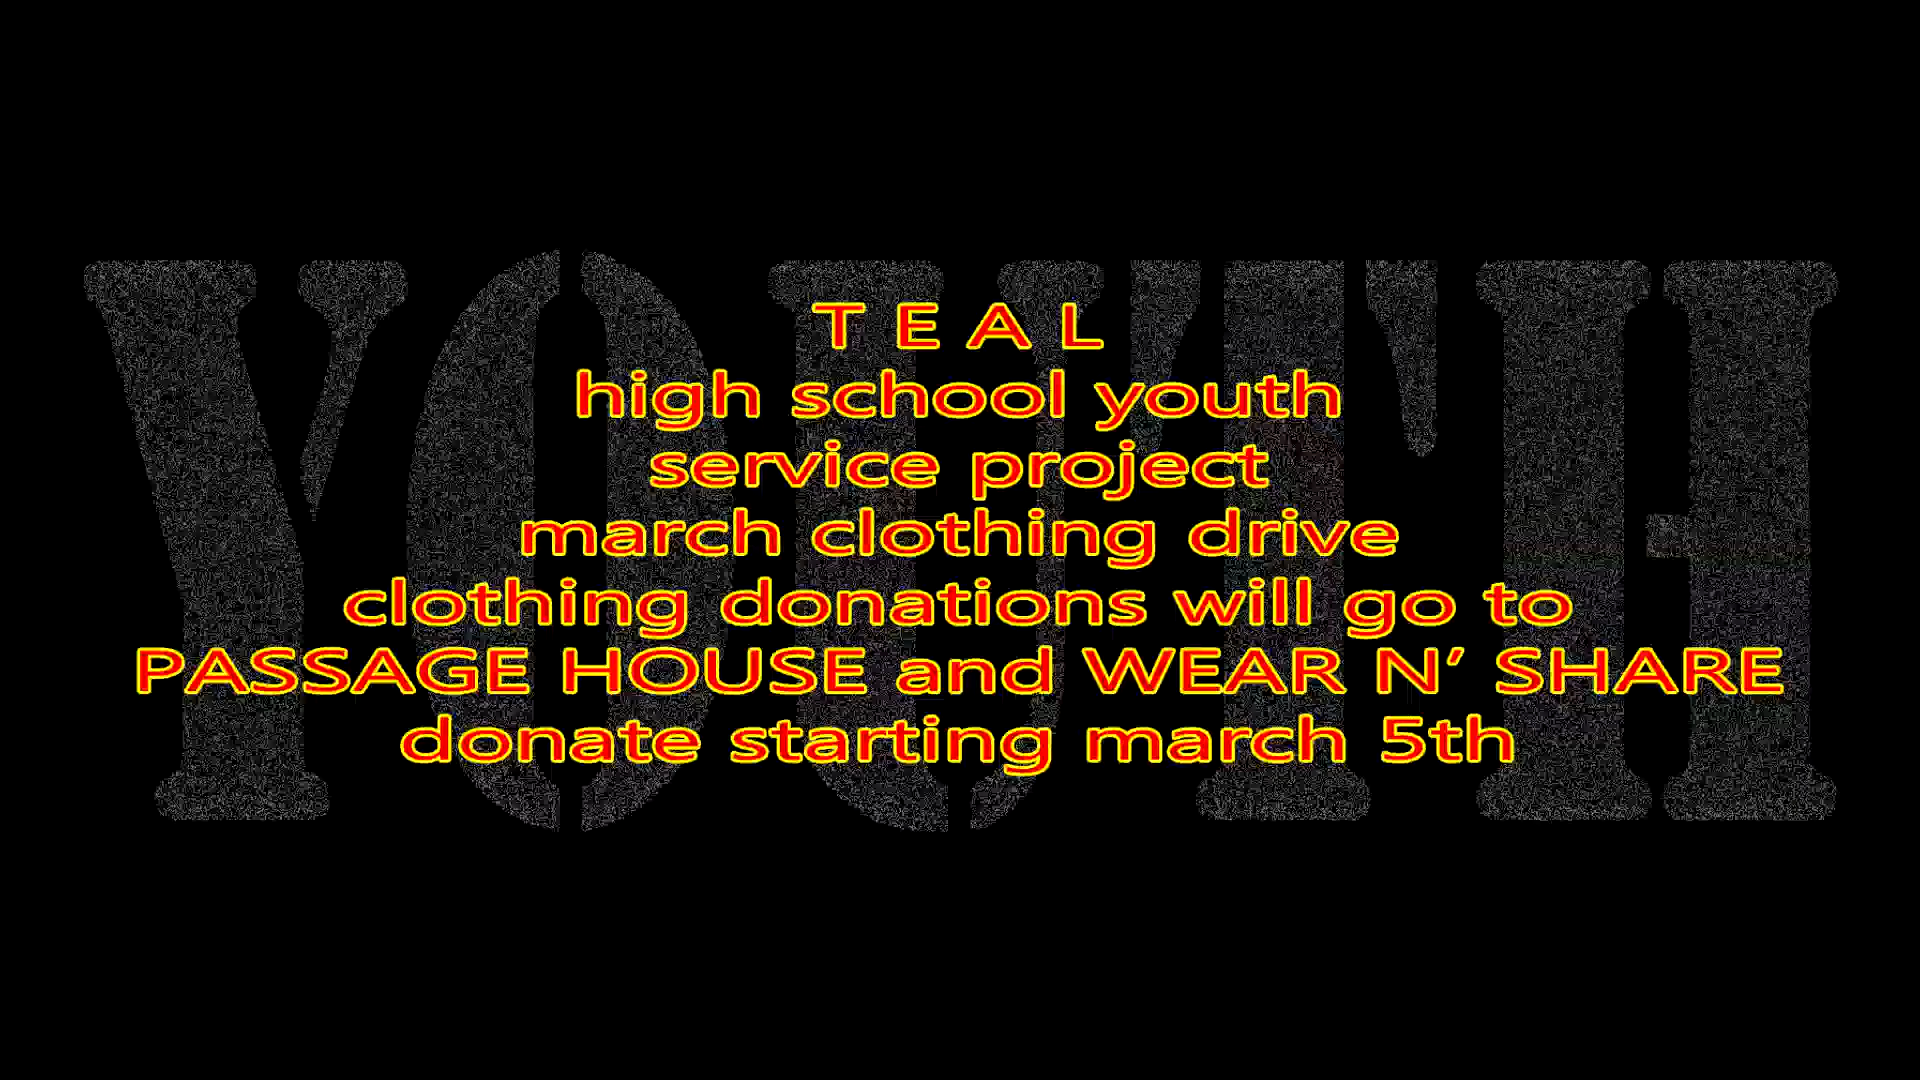 YOUTH
T E A L
high school youth
service project
march clothing drive
clothing donations will go to
PASSAGE HOUSE and WEAR N’ SHARE
donate starting march 5th